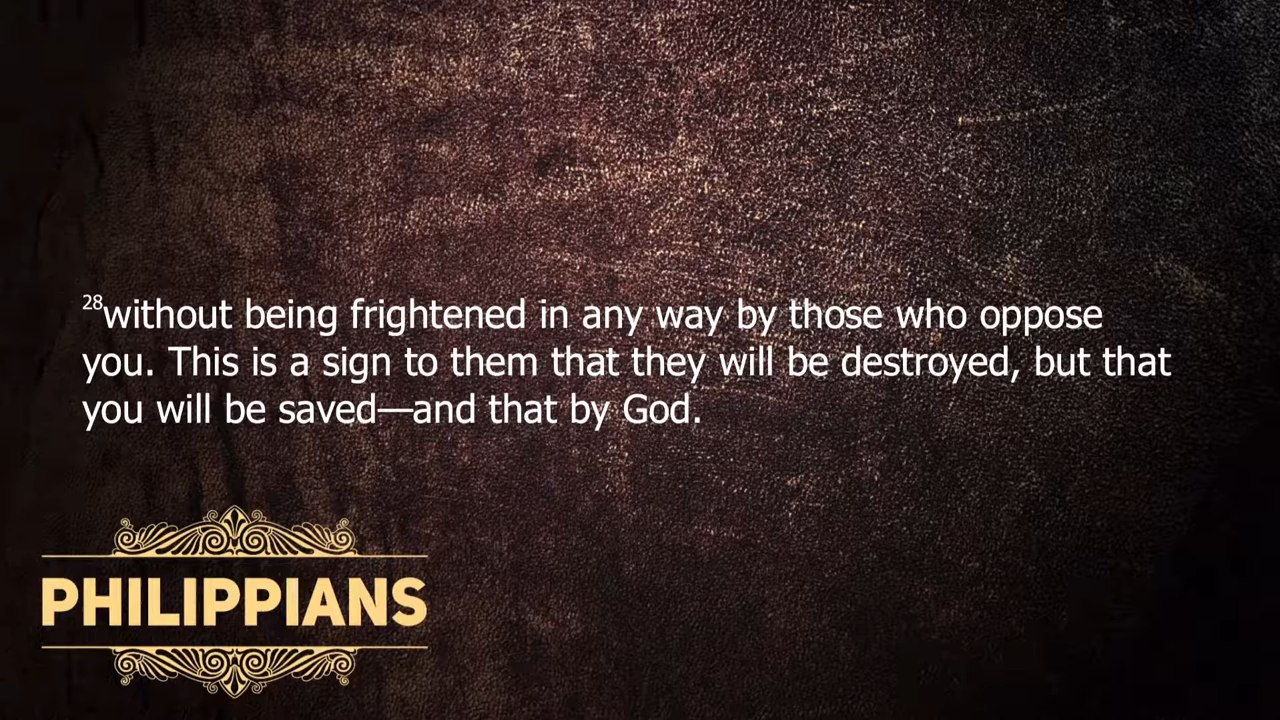 28without being frightened in any way by those who oppose
you. This is a sign to them that they will be destroyed, but that
you will be saved—and that by God.
PHILIPPIANS